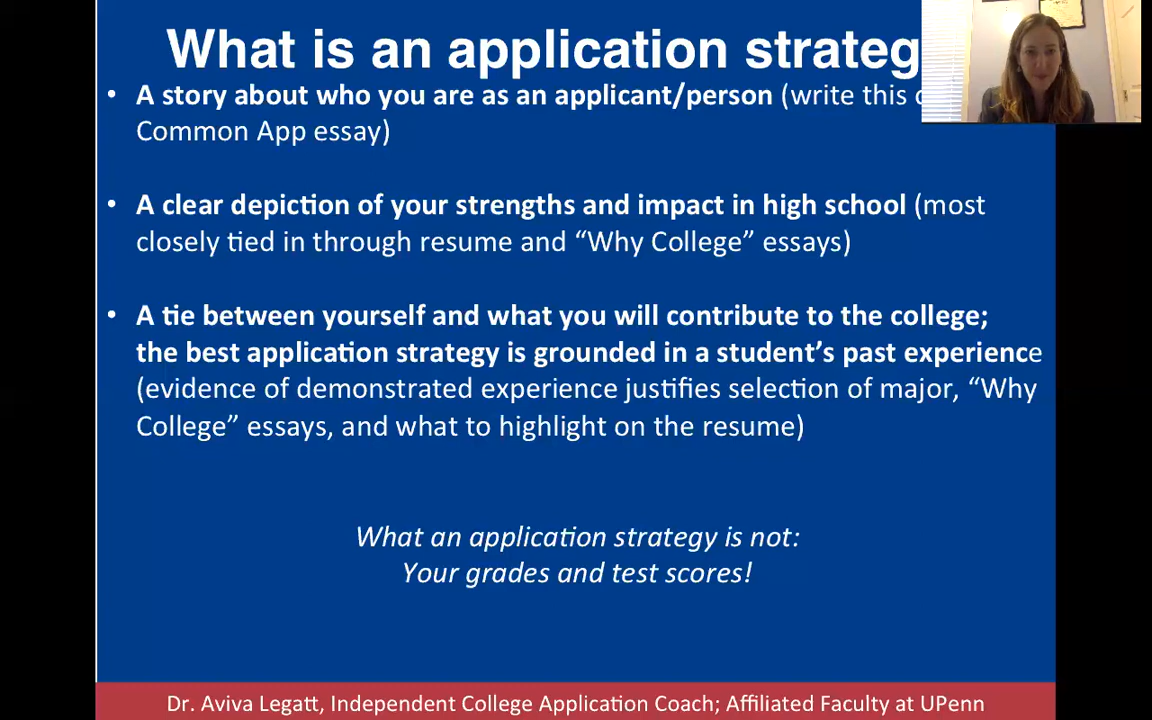 What is an application strateg
• A story about who you are as an applicant/person (write this
Common App essay)
• A clear depiction of your strengths and impact in high school (most
closely tied in through resume and “Why College” essays)
• A tie between yourself and what you will contribute to the college;
the best application strategy is grounded in a student’s past experience
(evidence of demonstrated experience justifies selection of major, “Why
College” essays, and what to highlight on the resume)
What an application strategy is not:
Your grades and test scores!
Dr. Aviva Legatt, Independent College Application Coach; Affiliated Faculty at UPenn